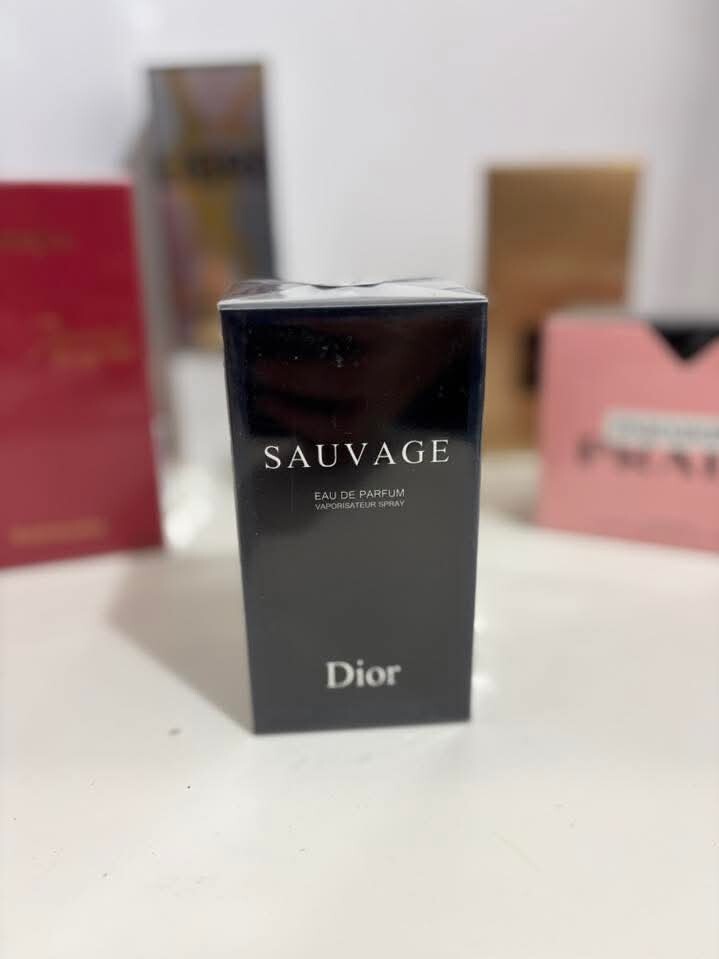 SAUVAGE
EAU DE PARFUM
VAPORISATEUR SPRAY
Dior